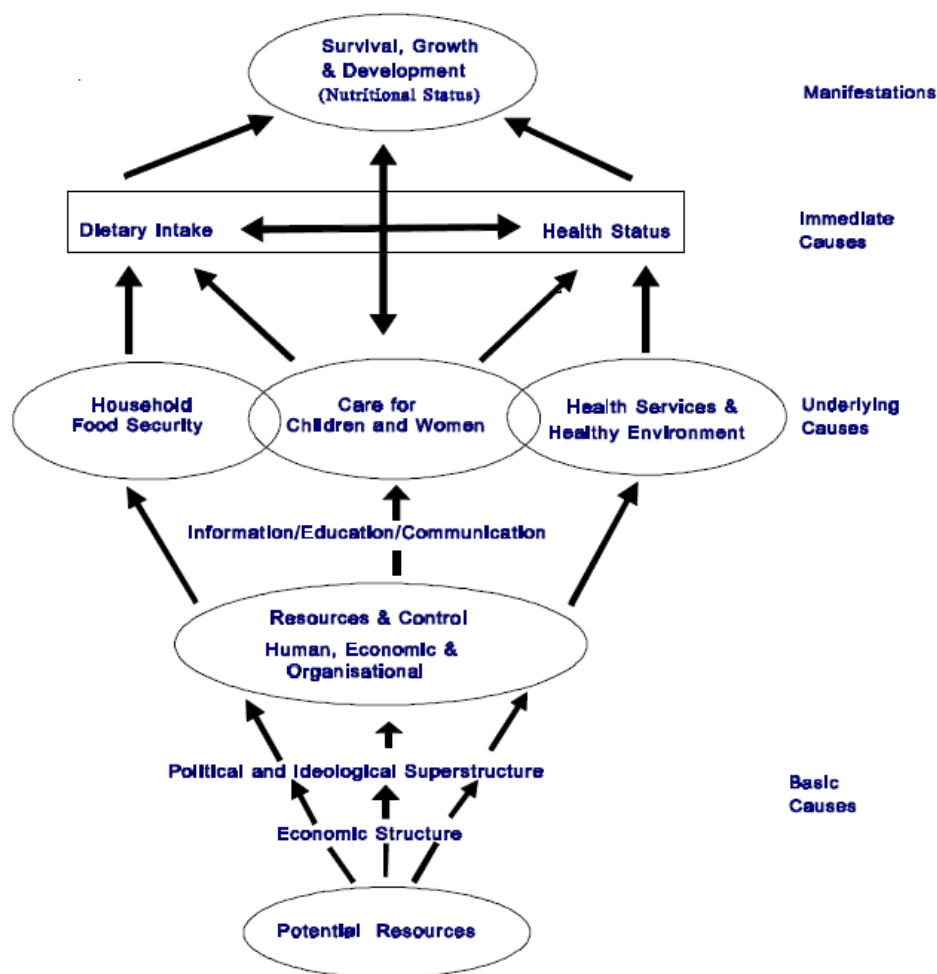 Survival, Growth
& Development
(Nutritional Status)
Manifestations
Dietary Intake
Health Status
Immediate
Causes
Household
Food Security
Care for
Children and Women
Health Services &
Healthy Environment
Underlying
Causes
Information/Education/Communication
Resources & Control
Human, Economic &
Organisational
Political and Ideological Superstructure
Economic Structure
Basic
Causes
Potential Resources